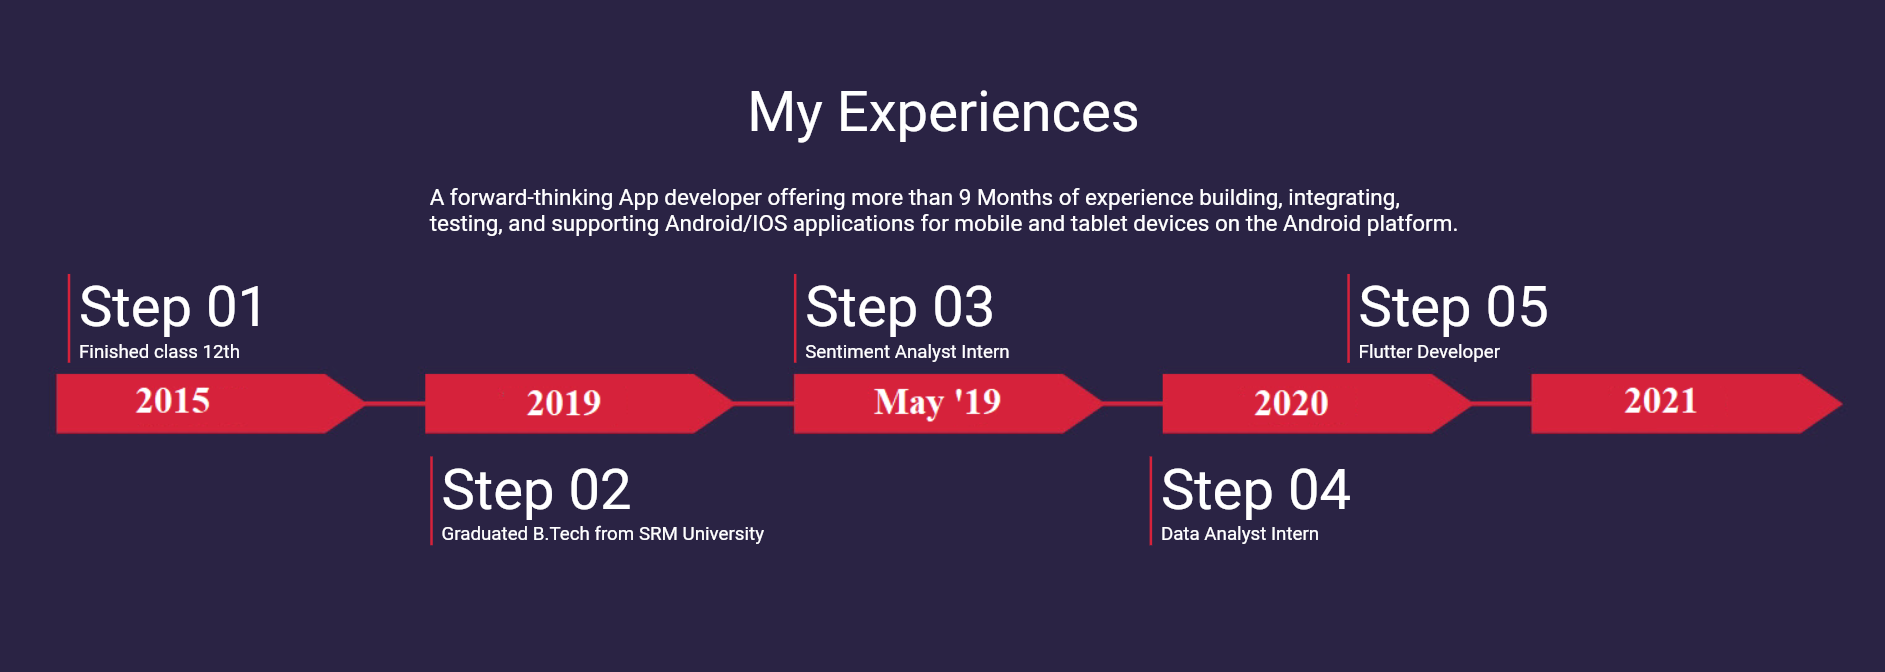 My Experiences
A forward-thinking App developer offering more than 9 Months of experience building, integrating,
testing, and supporting Android/IOS applications for mobile and tablet devices on the Android platform.
Step 01
Finished class 12th
Step 03
Sentiment Analyst Intern
Step 05
Flutter Developer
2015
2019
May '19
2020
2021
Step 02
Graduated B.Tech from SRM University
Step 04
Data Analyst Intern